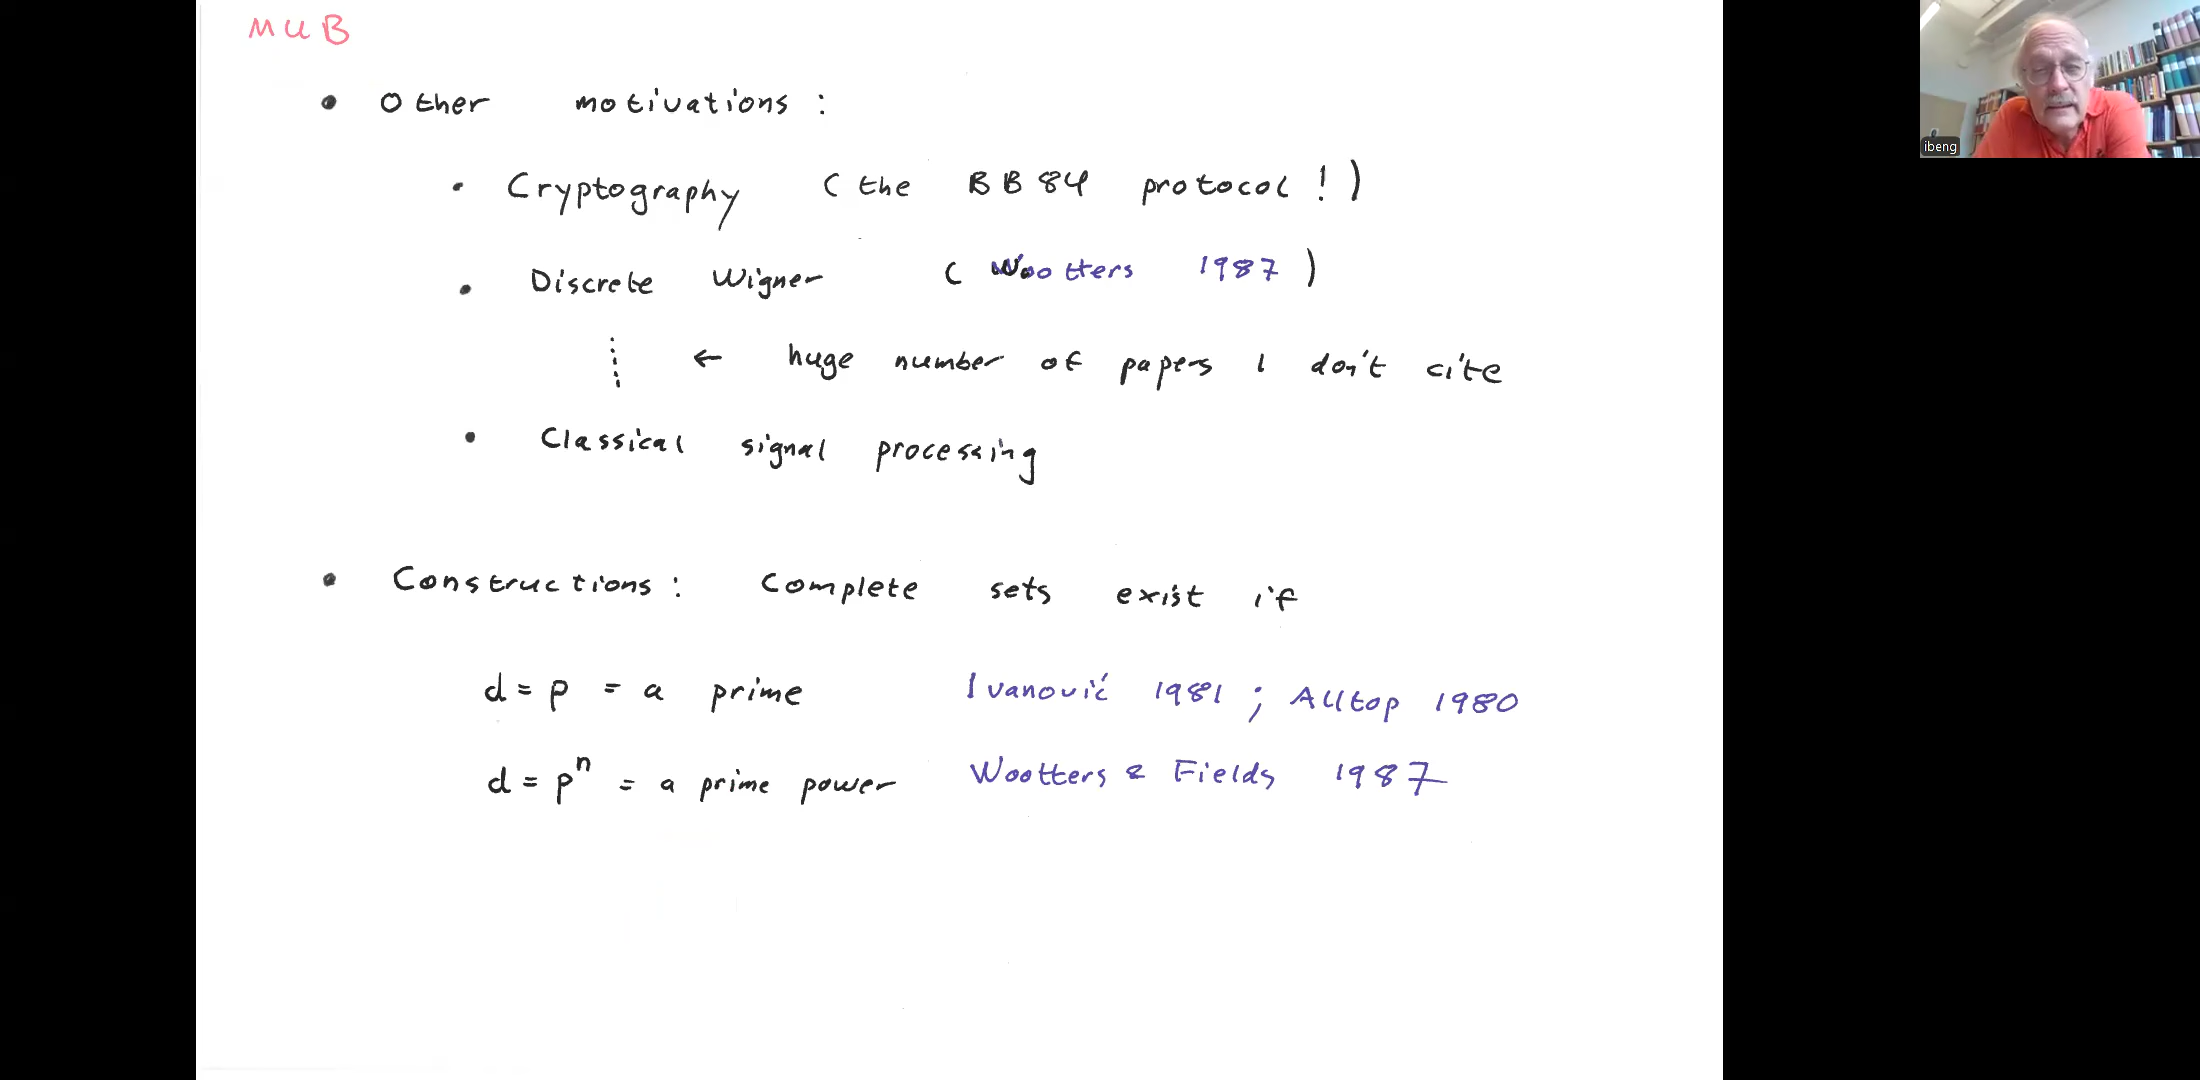 MUB
• Other motivations :
• Cryptography ( the BB84 protocol ! )
• Discrete Wigner ( Wootters 1987 )
← huge number of papers I don't cite
• Classical signal processing
• Constructions : Complete sets exist if
d = p = a prime Ivanović 1981 ; Alltop 1980
d = pⁿ = a prime power Wootters & Fields 1987
ibeng